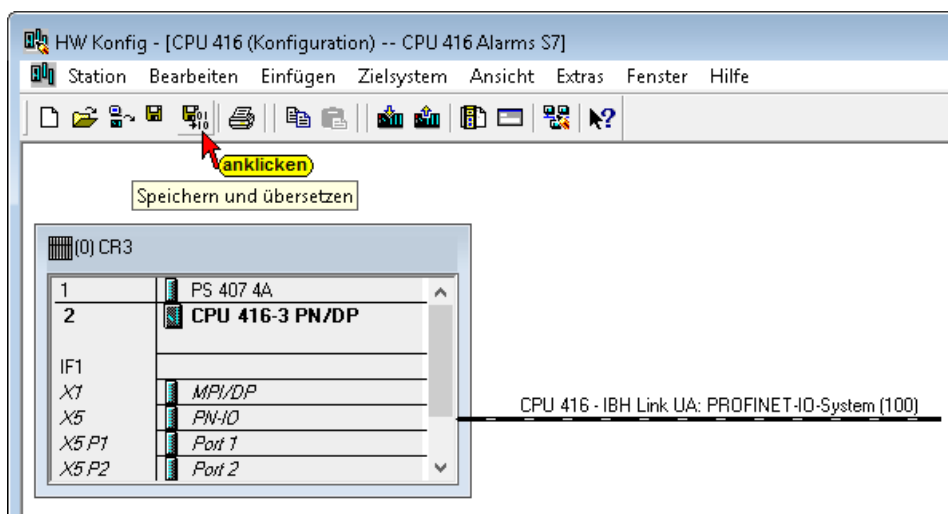 HW Konfig - [CPU 416 (Konfiguration) -- CPU 416 Alarms S7]
Station Bearbeiten Einfügen Zielsystem Ansicht Extras Fenster Hilfe
anklicken
Speichern und übersetzen
(0) CR3
1 PS 407 4A
2 CPU 416-3 PN/DP
IF1
X1 MPI/DP
X5 PN-IO
X5 P1 Port 1
X5 P2 Port 2
CPU 416 - IBH Link UA: PROFINET-IO-System (100)